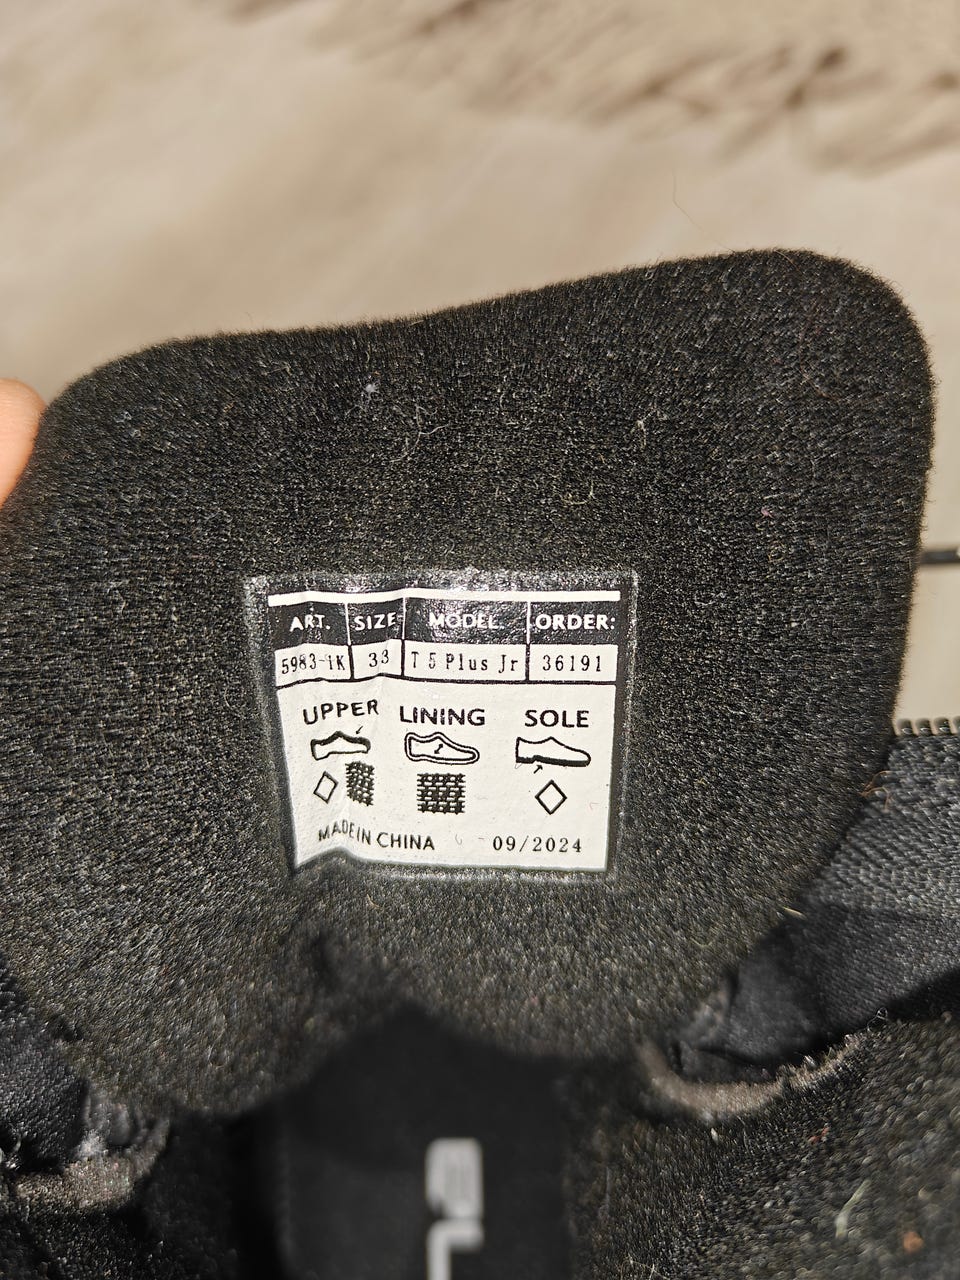 ART. SIZE MODEL. ORDER:
5983-1K 33 T 5 Plus Jr 36191
UPPER LINING SOLE
MADE IN CHINA 09/2024